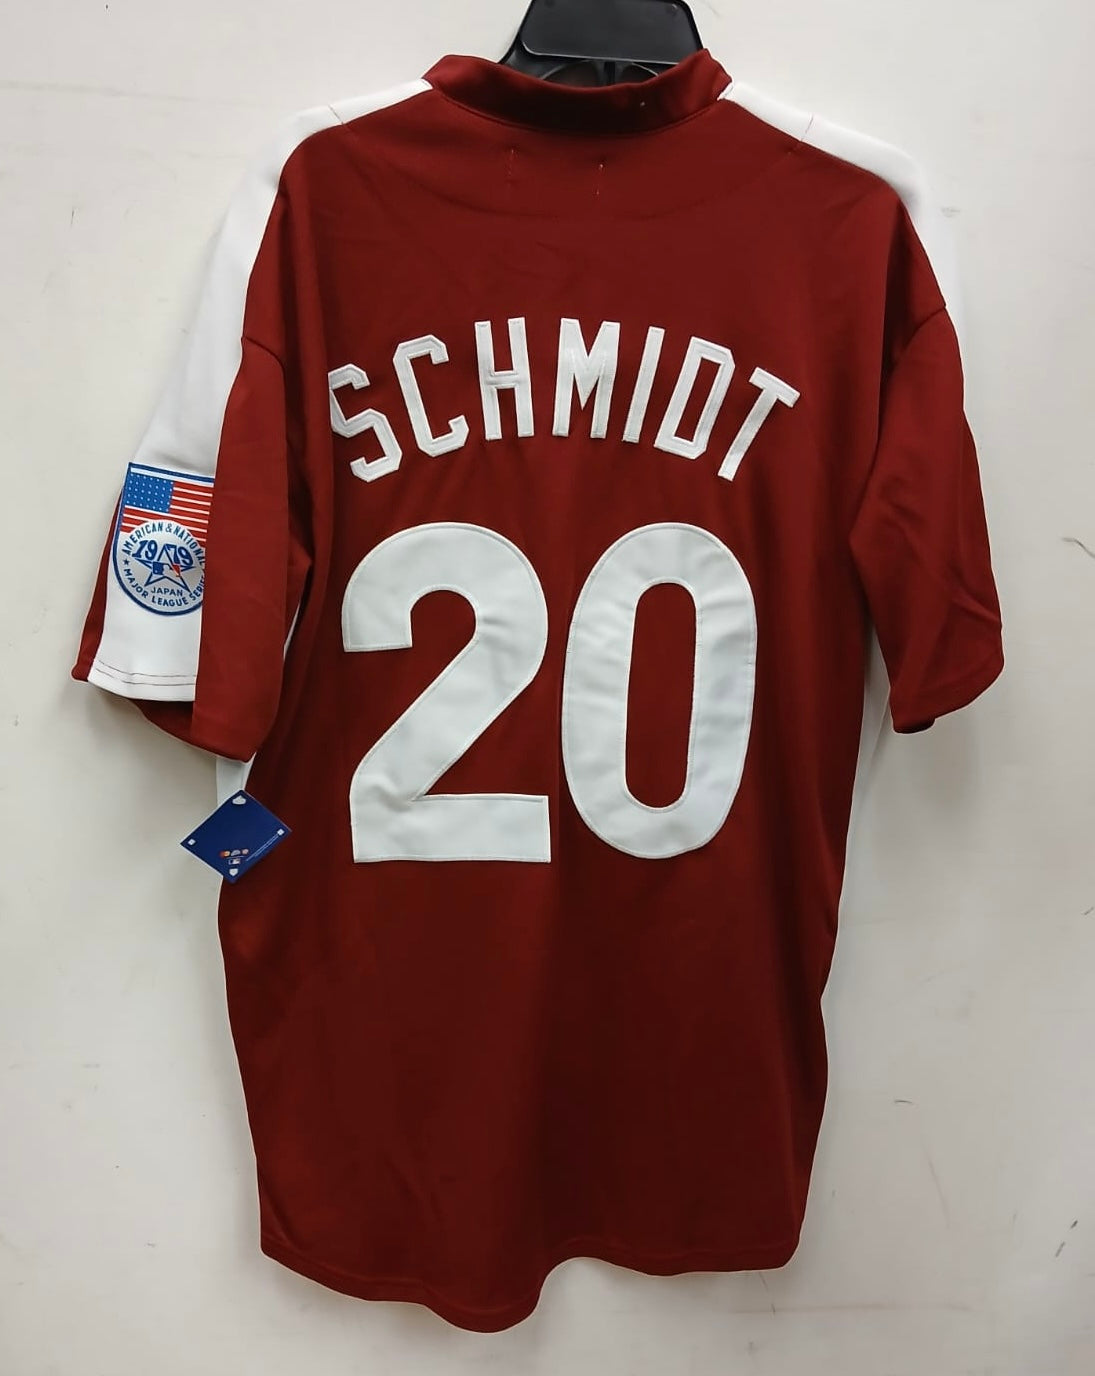 SCHMIDT
20
AMERICAN & NATIONAL
1979
JAPAN
MAJOR LEAGUE SERIES